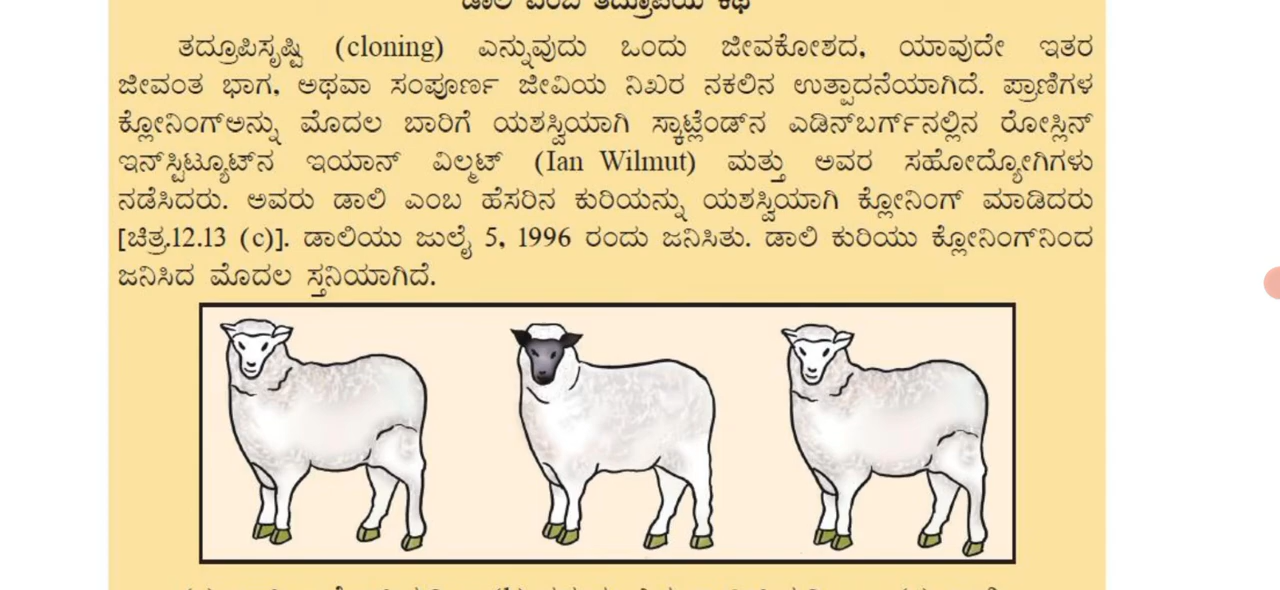 ಡಾಲಿ ಎಂಬ ತದ್ರೂಪಿಯ ಕಥೆ
ತದ್ರೂಪಿಸೃಷ್ಟಿ (cloning) ಎನ್ನುವುದು ಒಂದು ಜೀವಕೋಶದ, ಯಾವುದೇ ಇತರ
ಜೀವಂತ ಭಾಗ, ಅಥವಾ ಸಂಪೂರ್ಣ ಜೀವಿಯ ನಿಖರ ನಕಲಿನ ಉತ್ಪಾದನೆಯಾಗಿದೆ. ಪ್ರಾಣಿಗಳ
ಕ್ಲೋನಿಂಗ್‌ಅನ್ನು ಮೊದಲ ಬಾರಿಗೆ ಯಶಸ್ವಿಯಾಗಿ ಸ್ಕಾಟ್ಲೆಂಡ್‌ನ ಎಡಿನ್‌ಬರ್ಗ್‌ನಲ್ಲಿನ ರೋಸ್ಲಿನ್
ಇನ್‌ಸ್ಟಿಟ್ಯೂಟ್‌ನ ಇಯಾನ್ ವಿಲ್ಮಟ್ (Ian Wilmut) ಮತ್ತು ಅವರ ಸಹೋದ್ಯೋಗಿಗಳು
ನಡೆಸಿದರು. ಅವರು ಡಾಲಿ ಎಂಬ ಹೆಸರಿನ ಕುರಿಯನ್ನು ಯಶಸ್ವಿಯಾಗಿ ಕ್ಲೋನಿಂಗ್ ಮಾಡಿದರು
[ಚಿತ್ರ.12.13 (c)]. ಡಾಲಿಯು ಜುಲೈ 5, 1996 ರಂದು ಜನಿಸಿತು. ಡಾಲಿ ಕುರಿಯು ಕ್ಲೋನಿಂಗ್‌ನಿಂದ
ಜನಿಸಿದ ಮೊದಲ ಸ್ತನಿಯಾಗಿದೆ.